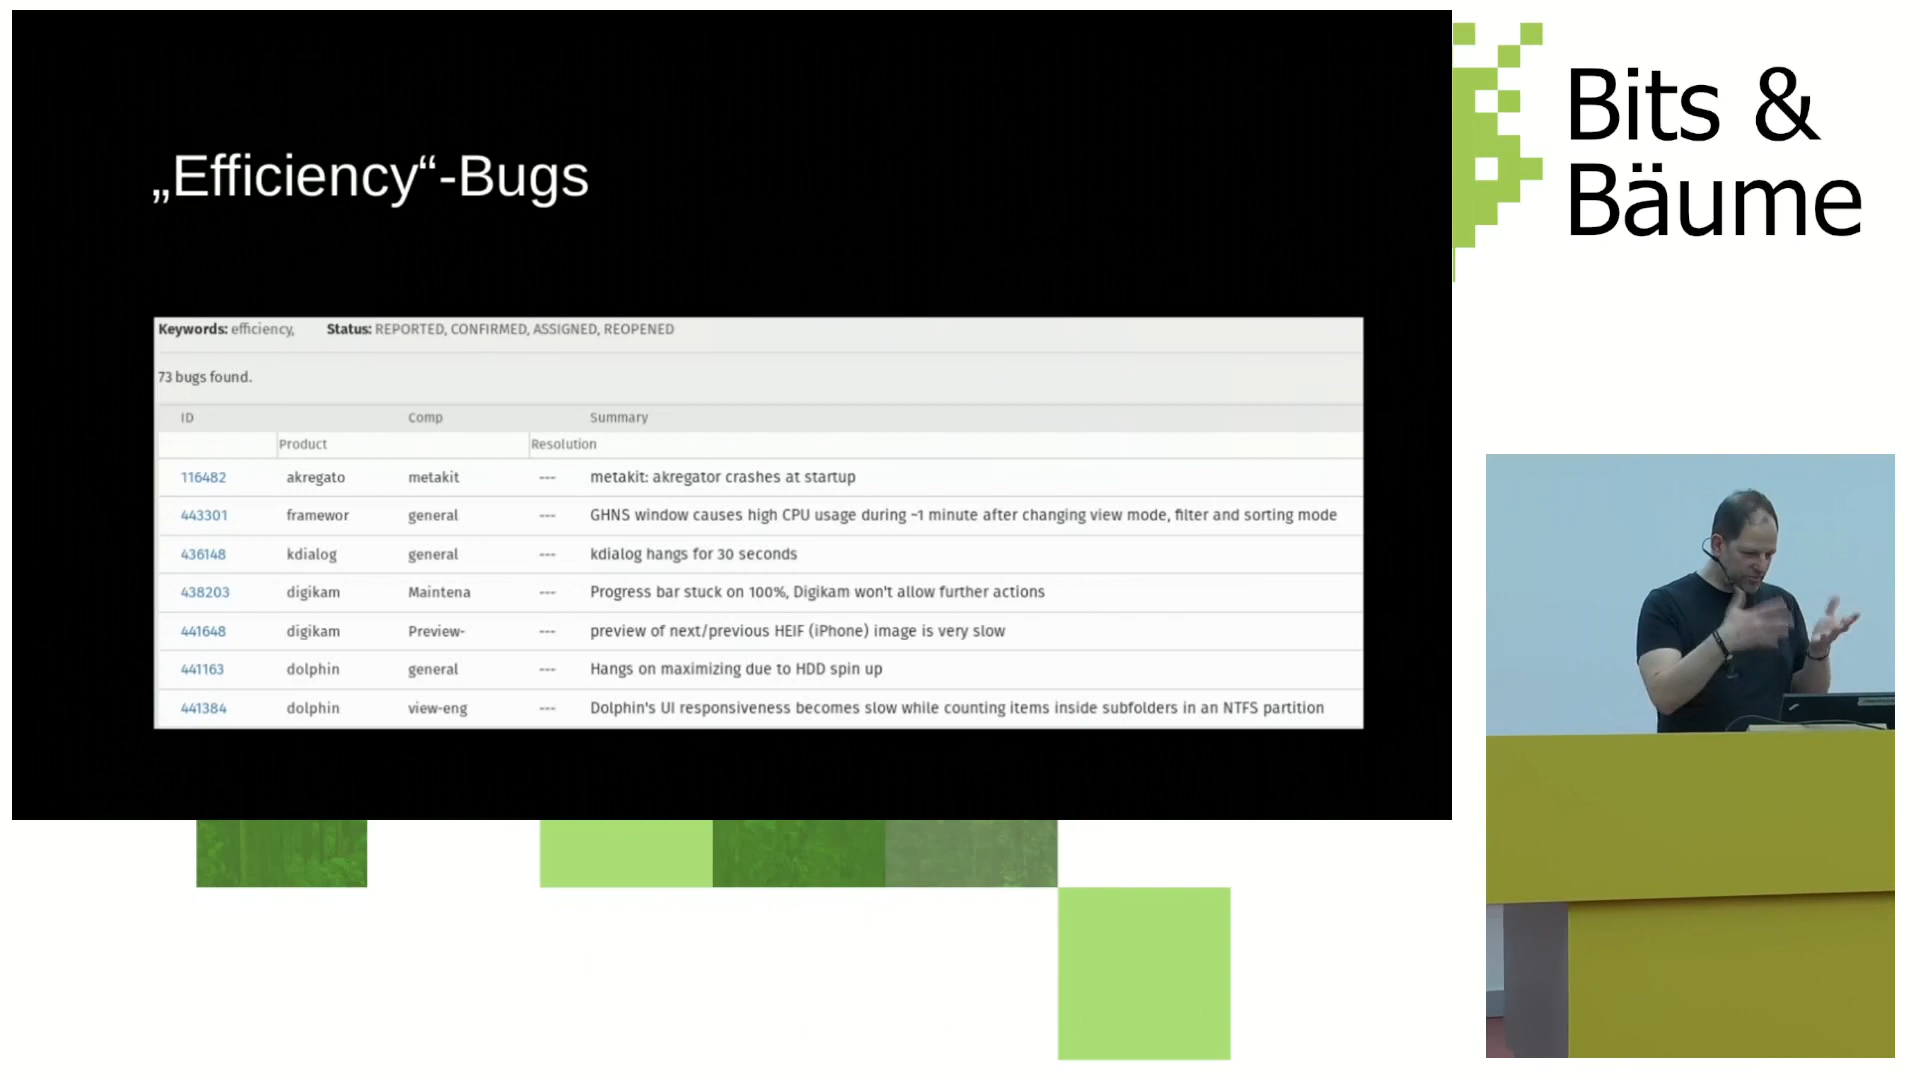 „Efficiency“-Bugs
Keywords: efficiency, Status: REPORTED, CONFIRMED, ASSIGNED, REOPENED
73 bugs found.
ID Comp Summary
Product Resolution
116482 akregato metakit --- metakit: akregator crashes at startup
443301 framewor general --- GHNS window causes high CPU usage during ~1 minute after changing view mode, filter and sorting mode
436148 kdialog general --- kdialog hangs for 30 seconds
438203 digikam Maintena --- Progress bar stuck on 100%, Digikam won't allow further actions
441648 digikam Preview- --- preview of next/previous HEIF (iPhone) image is very slow
441163 dolphin general --- Hangs on maximizing due to HDD spin up
441384 dolphin view-eng --- Dolphin's UI responsiveness becomes slow while counting items inside subfolders in an NTFS partition
Bits &
Bäume